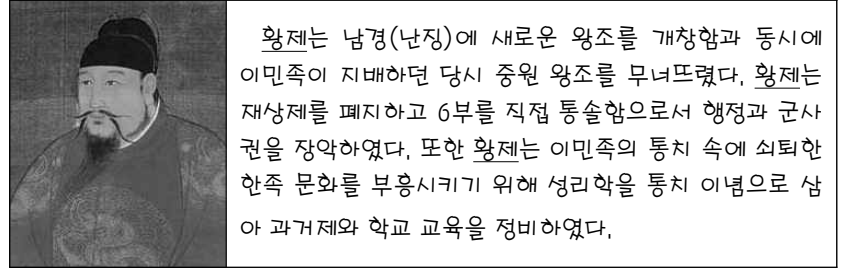 황제는 남경(난징)에 새로운 왕조를 개창함과 동시에
이민족이 지배하던 당시 중원 왕조를 무너뜨렸다. 황제는
재상제를 폐지하고 6부를 직접 통솔함으로서 행정과 군사
권을 장악하였다. 또한 황제는 이민족의 통치 속에 쇠퇴한
한족 문화를 부흥시키기 위해 성리학을 통치 이념으로 삼
아 과거제와 학교 교육을 정비하였다.